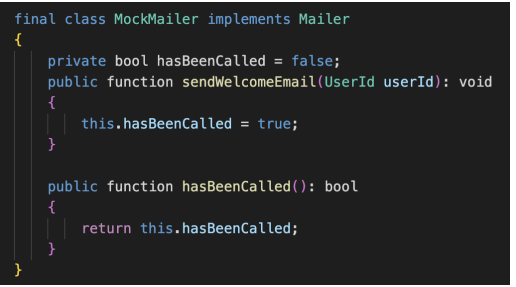 final class MockMailer implements Mailer
{
    private bool hasBeenCalled = false;
    public function sendWelcomeEmail(UserId userId): void
    {
        this.hasBeenCalled = true;
    }

    public function hasBeenCalled(): bool
    {
        return this.hasBeenCalled;
    }
}